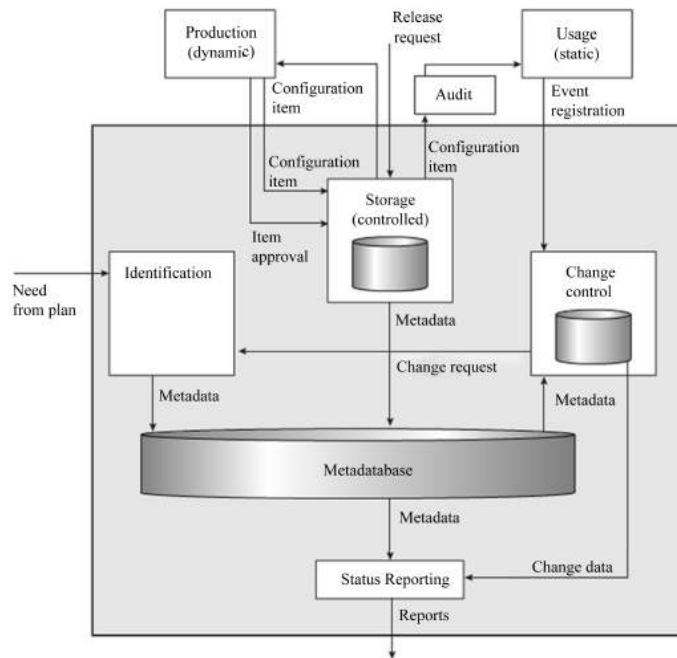 Production
(dynamic)
Release
request
Usage
(static)
Configuration
item
Audit
Event
registration
Configuration
item
Configuration
item
Storage
(controlled)
Item
approval
Identification
Change
control
Need
from plan
Metadata
Change request
Metadata
Metadata
Metadatabase
Metadata
Status Reporting
Change data
Reports